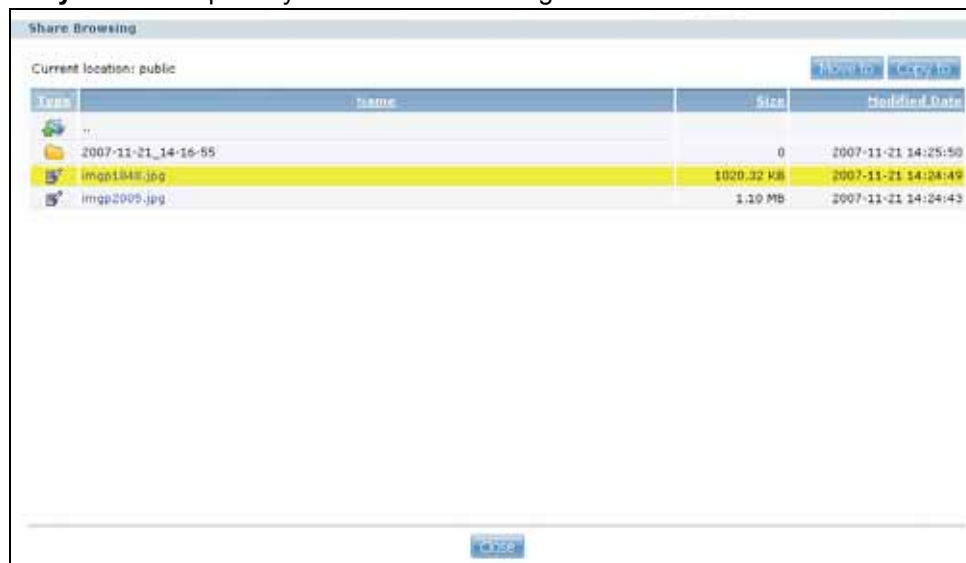 Share Browsing
Current location: public
Move to Copy to
Type Name Size Modified Date
..
2007-11-21_14-16-55 0 2007-11-21 14:25:50
imgp1848.jpg 1020.32 KB 2007-11-21 14:24:49
imgp2005.jpg 1.10 MB 2007-11-21 14:24:43
Close